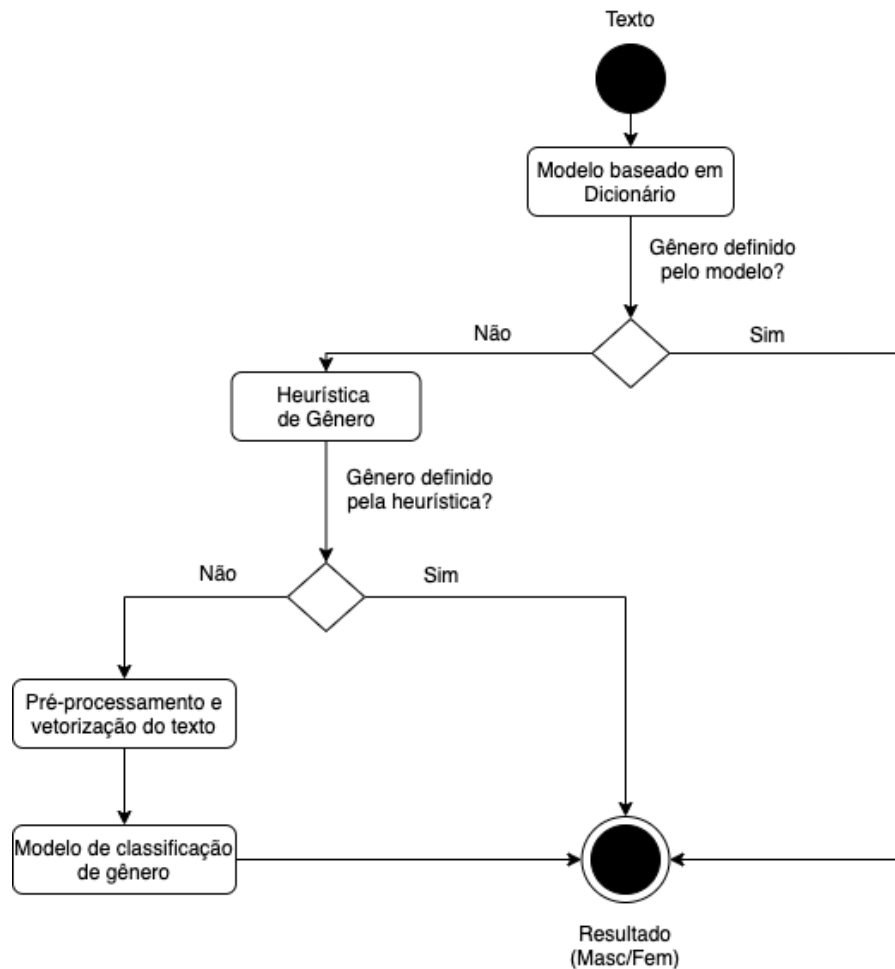 Texto
Modelo baseado em
Dicionário
Gênero definido
pelo modelo?
Não
Sim
Heurística
de Gênero
Gênero definido
pela heurística?
Não
Sim
Pré-processamento e
vetorização do texto
Modelo de classificação
de gênero
Resultado
(Masc/Fem)